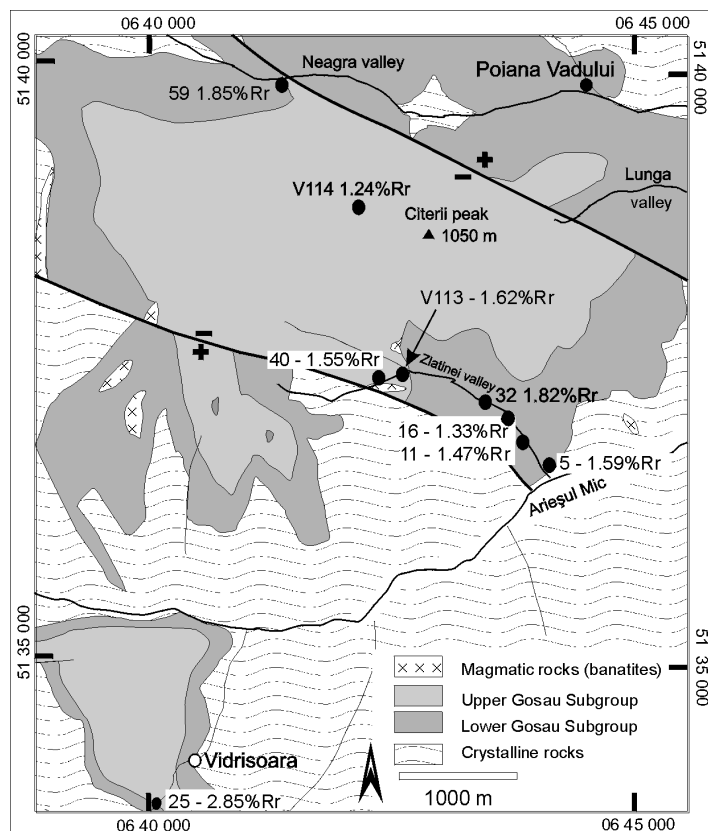 06 40 000
06 45 000
51 40 000
51 40 000
Neagra valley
Poiana Vadului
59 1.85%Rr
+
−
Lunga
valley
V114 1.24%Rr
Citerii peak
1050 m
V113 - 1.62%Rr
−
+
40 - 1.55%Rr
Zlatinei valley
32 1.82%Rr
16 - 1.33%Rr
11 - 1.47%Rr
5 - 1.59%Rr
Arieşul Mic
51 35 000
51 35 000
Magmatic rocks (banatites)
Upper Gosau Subgroup
Lower Gosau Subgroup
Crystalline rocks
Vidrisoara
25 - 2.85%Rr
1000 m
06 40 000
06 45 000